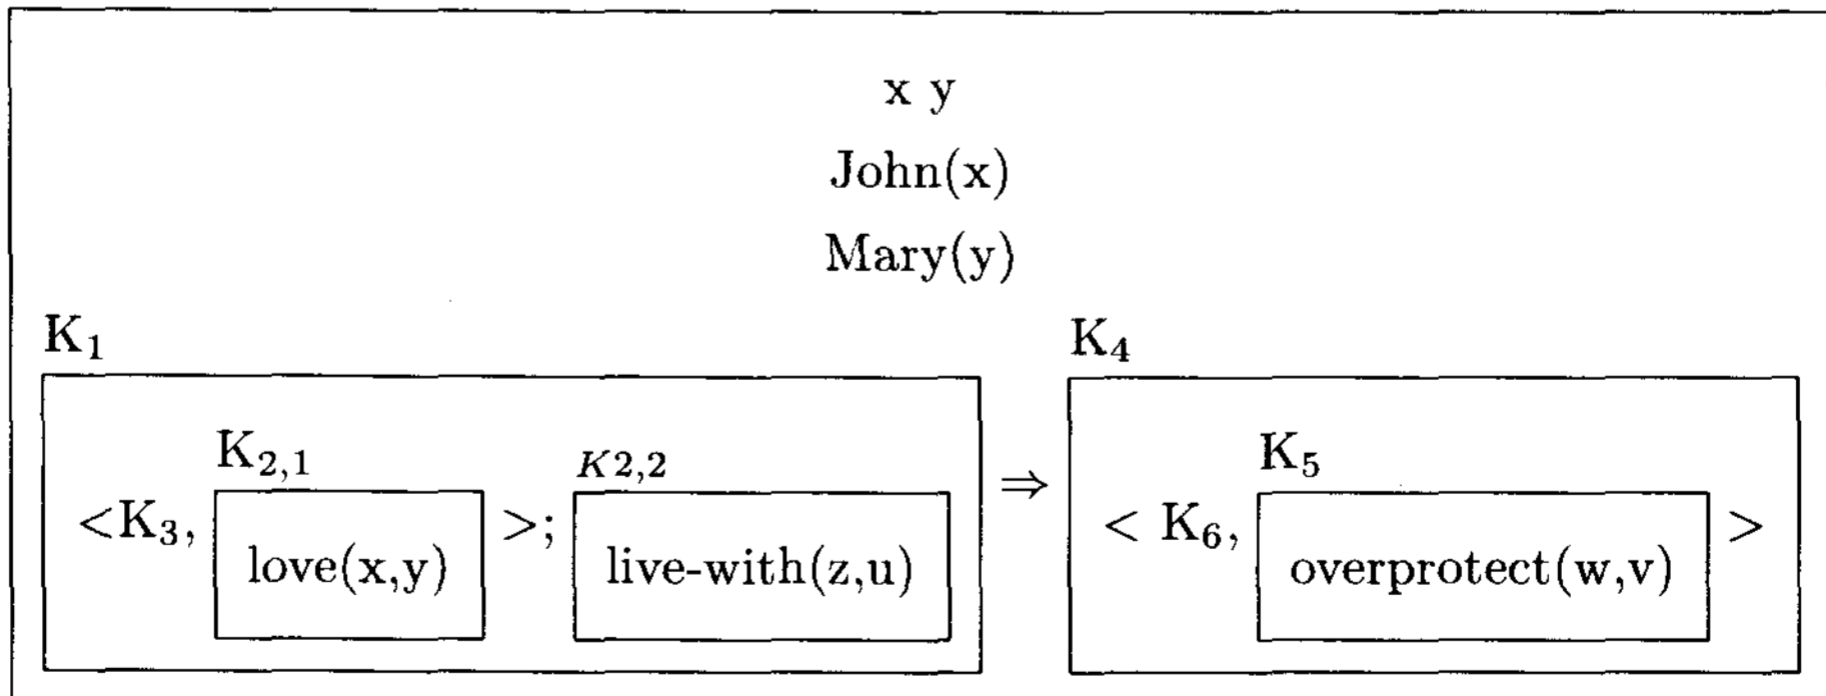 x y
John(x)
Mary(y)
K₁ K₄
K₂,₁ K2,2 K₅
<K₃, love(x,y) >; live-with(z,u) ⇒ < K₆, overprotect(w,v) >